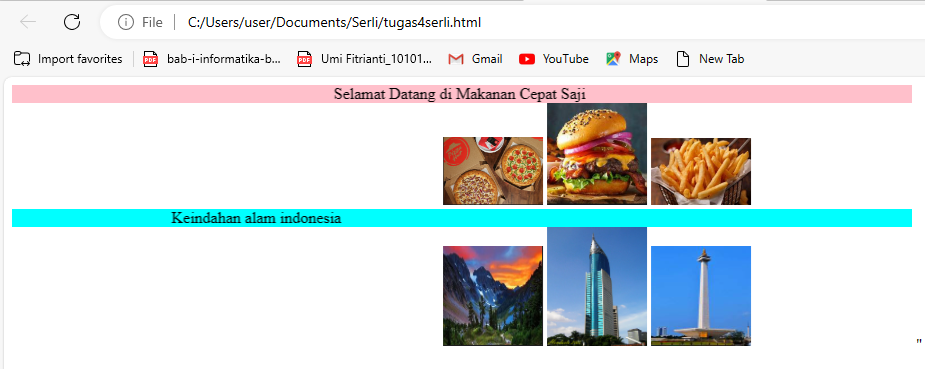 File C:/Users/user/Documents/Serli/tugas4serli.html
Import favorites bab-i-informatika-b... Umi Fitrianti_10101... Gmail YouTube Maps New Tab
Selamat Datang di Makanan Cepat Saji
Keindahan alam indonesia
"